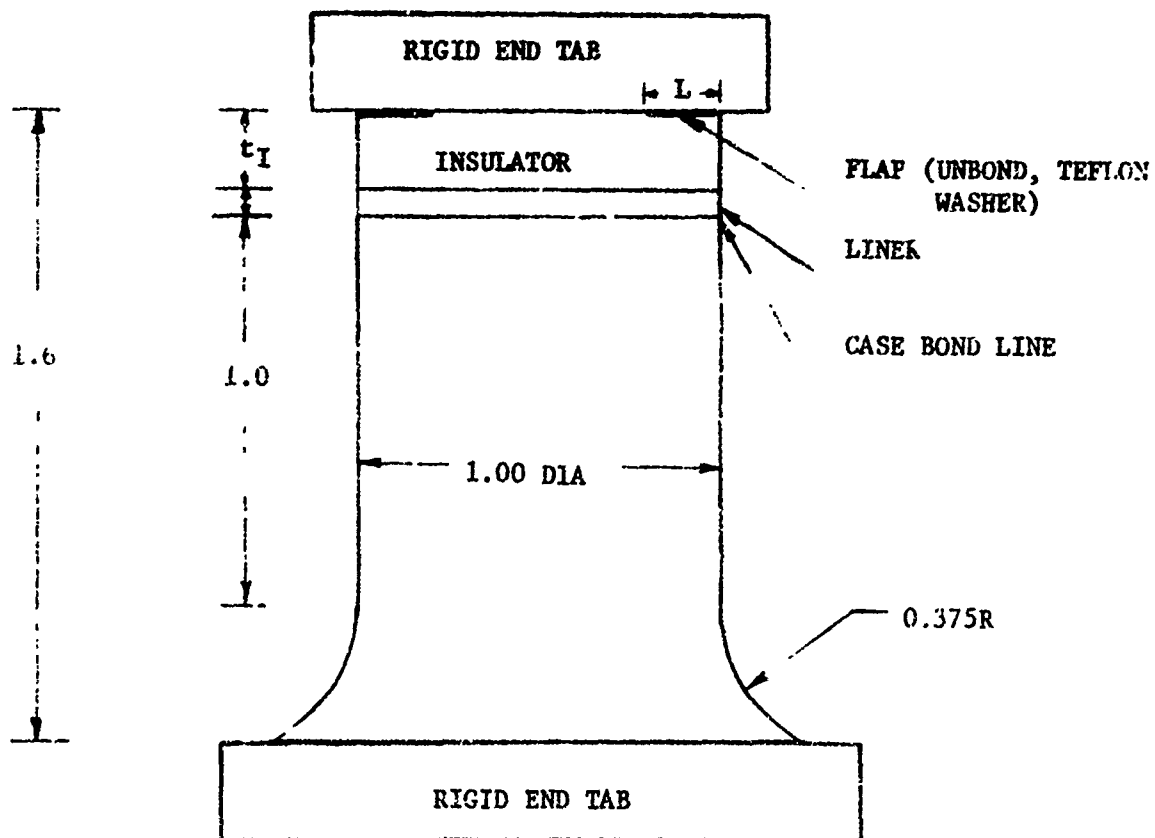 RIGID END TAB
L
t_I
INSULATOR
FLAP (UNBOND, TEFLON
WASHER)
LINER
CASE BOND LINE
1.6
1.0
1.00 DIA
0.375R
RIGID END TAB